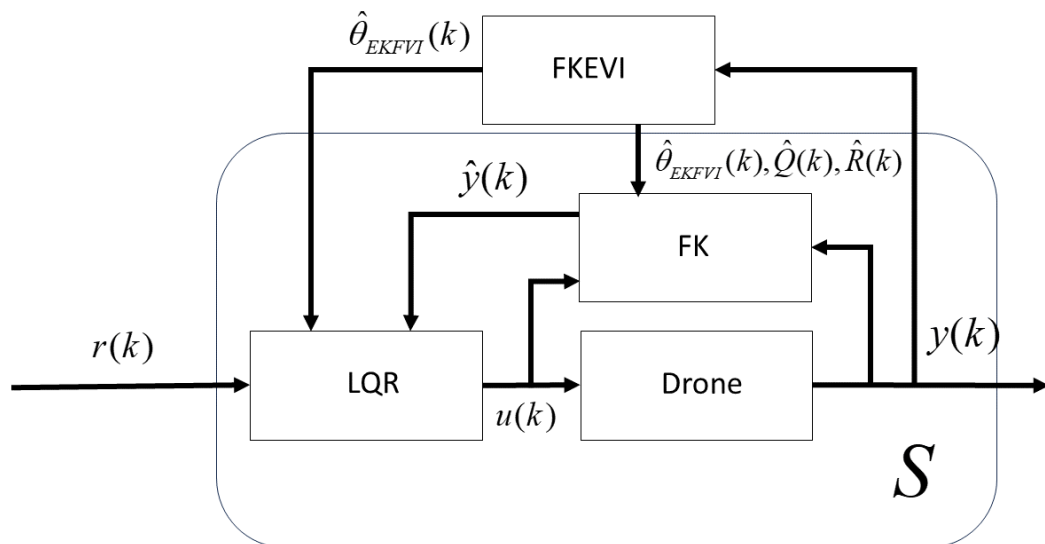 θ̂_EKFVI(k)
FKEVI
θ̂_EKFVI(k), Q̂(k), R̂(k)
ŷ(k)
FK
r(k)
y(k)
LQR
Drone
u(k)
S